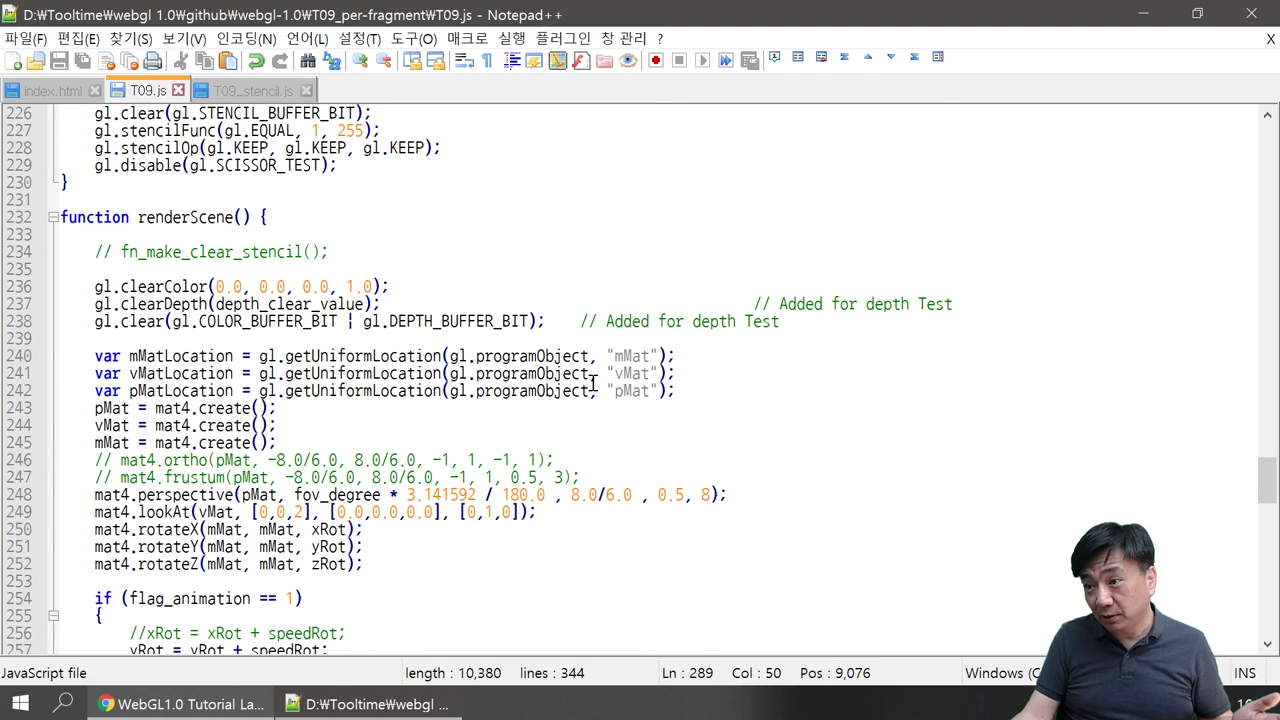 D:₩Tooltime₩webgl 1.0₩github₩webgl-1.0₩T09_per-fragment₩T09.js - Notepad++
파일(F) 편집(E) 찾기(S) 보기(V) 인코딩(N) 언어(L) 설정(T) 도구(O) 매크로 실행 플러그인 창 관리 ? X
index.html T09.js T09_stencil.js
226 gl.clear(gl.STENCIL_BUFFER_BIT);
227 gl.stencilFunc(gl.EQUAL, 1, 255);
228 gl.stencilOp(gl.KEEP, gl.KEEP, gl.KEEP);
229 gl.disable(gl.SCISSOR_TEST);
230 }
231
232 function renderScene() {
233
234 // fn_make_clear_stencil();
235
236 gl.clearColor(0.0, 0.0, 0.0, 1.0);
237 gl.clearDepth(depth_clear_value); // Added for depth Test
238 gl.clear(gl.COLOR_BUFFER_BIT | gl.DEPTH_BUFFER_BIT); // Added for depth Test
239
240 var mMatLocation = gl.getUniformLocation(gl.programObject, "mMat");
241 var vMatLocation = gl.getUniformLocation(gl.programObject, "vMat");
242 var pMatLocation = gl.getUniformLocation(gl.programObject, "pMat");
243 pMat = mat4.create();
244 vMat = mat4.create();
245 mMat = mat4.create();
246 // mat4.ortho(pMat, -8.0/6.0, 8.0/6.0, -1, 1, -1, 1);
247 // mat4.frustum(pMat, -8.0/6.0, 8.0/6.0, -1, 1, 0.5, 3);
248 mat4.perspective(pMat, fov_degree * 3.141592 / 180.0 , 8.0/6.0 , 0.5, 8);
249 mat4.lookAt(vMat, [0,0,2], [0.0,0.0,0.0], [0,1,0]);
250 mat4.rotateX(mMat, mMat, xRot);
251 mat4.rotateY(mMat, mMat, yRot);
252 mat4.rotateZ(mMat, mMat, zRot);
253
254 if (flag_animation == 1)
255 {
256 //xRot = xRot + speedRot;
257 yRot = yRot + speedRot;
JavaScript file length : 10,380 lines : 344 Ln : 289 Col : 50 Pos : 9,076 Windows (C INS
WebGL1.0 Tutorial La... D:₩Tooltime₩webgl ...